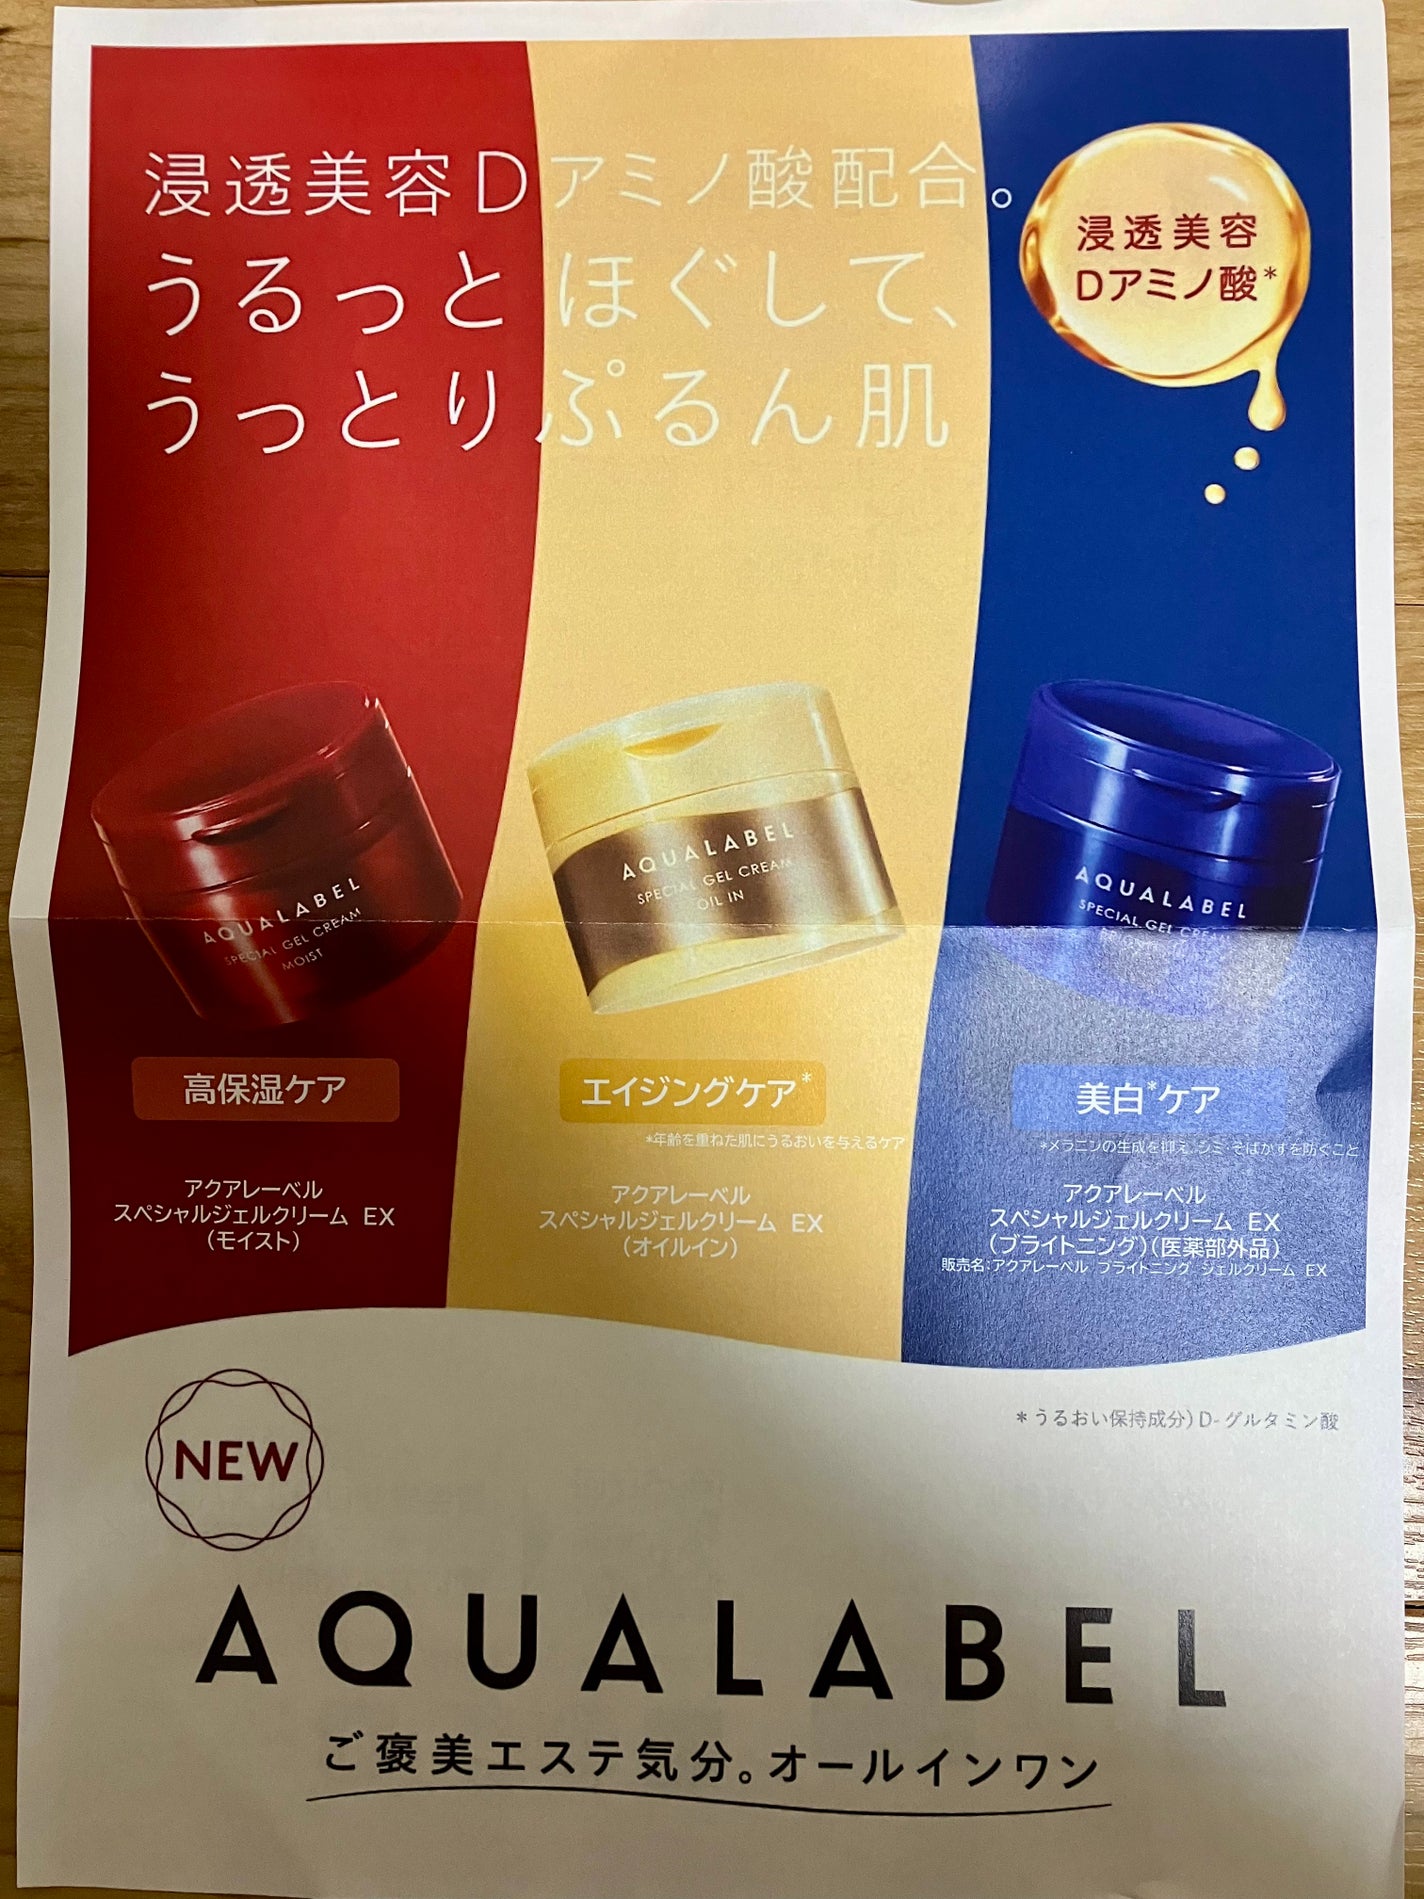 浸透美容Dアミノ酸配合。
うるっと ほぐして、
うっとり ぷるん肌
浸透美容
Dアミノ酸*
AQUALABEL
SPECIAL GEL CREAM
MOIST
AQUALABEL
SPECIAL GEL CREAM
OIL IN
AQUALABEL
SPECIAL GEL CREAM
高保湿ケア
アクアレーベル
スペシャルジェルクリーム EX
(モイスト)
エイジングケア*
*年齢を重ねた肌にうるおいを与えるケア
アクアレーベル
スペシャルジェルクリーム EX
(オイルイン)
美白*ケア
*メラニンの生成を抑え、シミ・そばかすを防ぐこと
アクアレーベル
スペシャルジェルクリーム EX
(ブライトニング)(医薬部外品)
販売名:アクアレーベル ブライトニング ジェルクリーム EX
*うるおい保持成分)D-グルタミン酸
NEW
AQUALABEL
ご褒美エステ気分。オールインワン